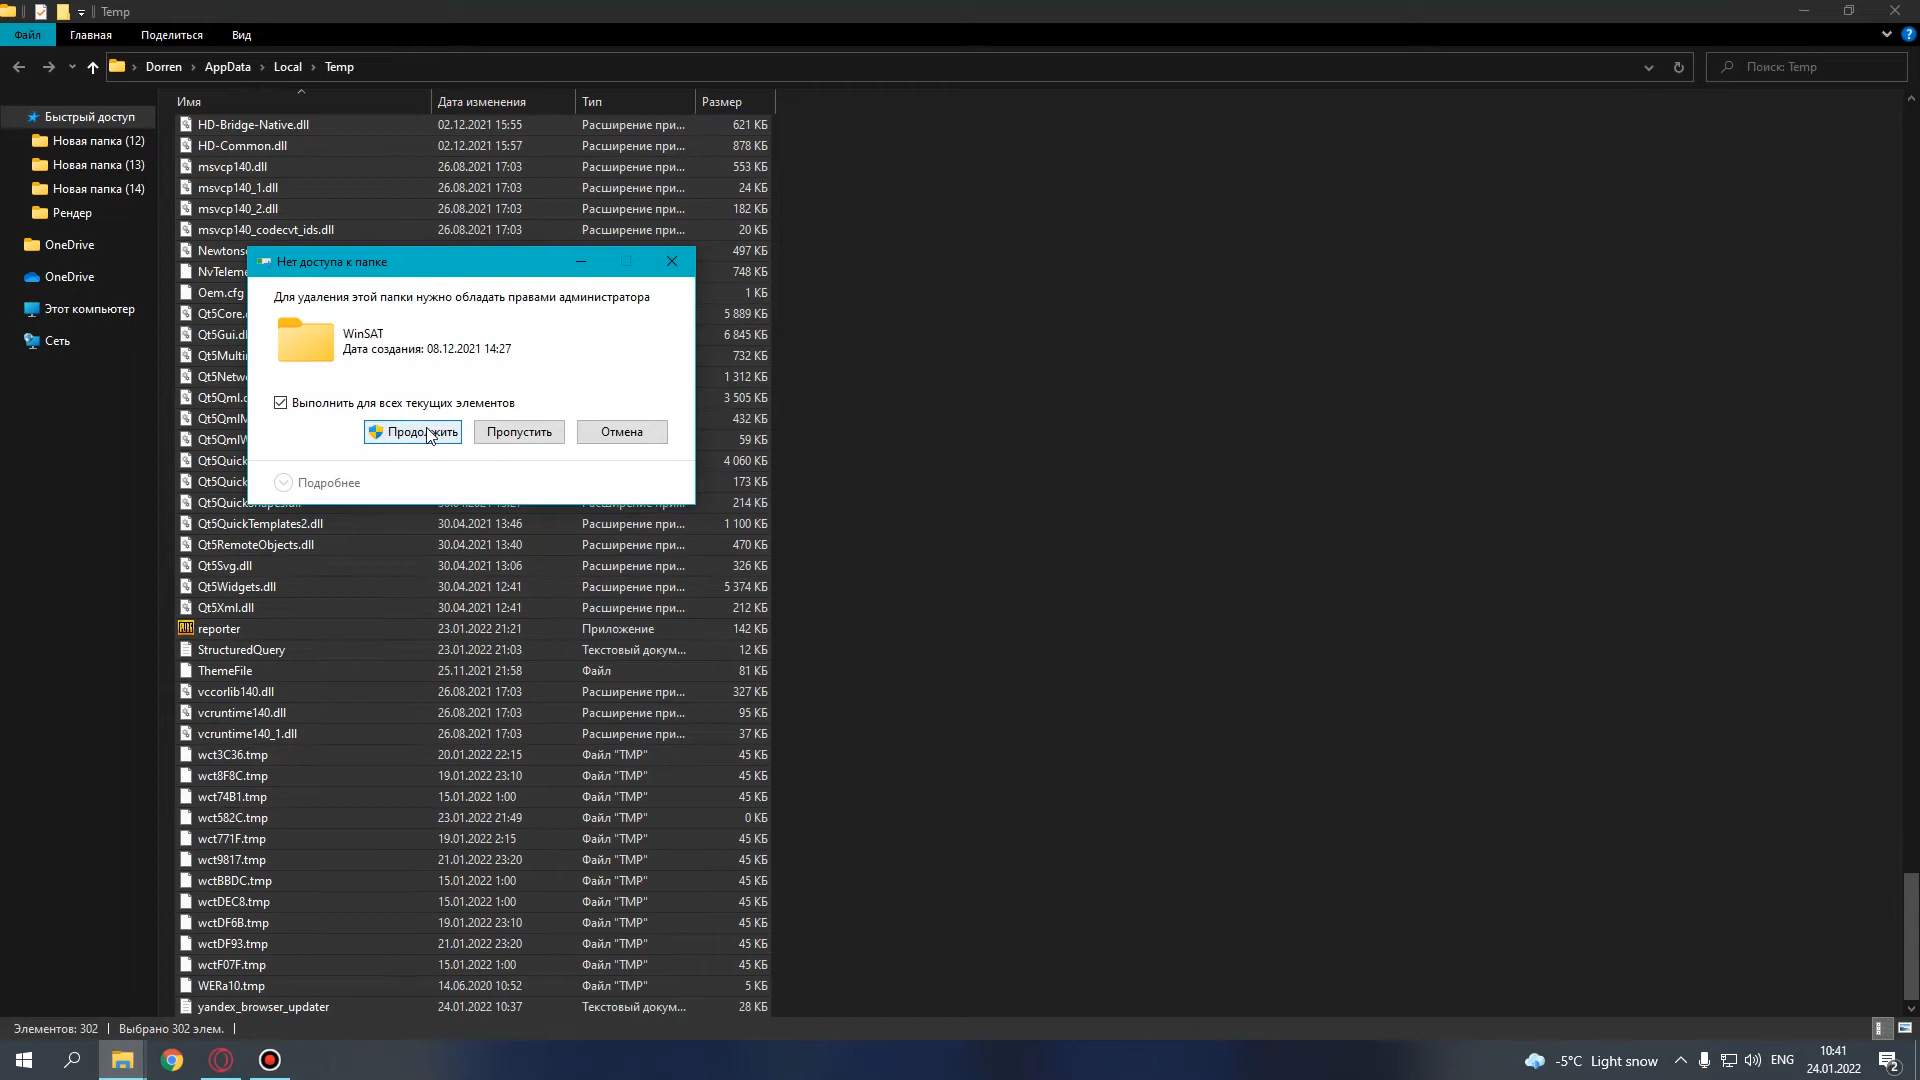 Temp
Файл Главная Поделиться Вид
Dorren AppData Local Temp Поиск: Temp
Имя Дата изменения Тип Размер
Быстрый доступ
Новая папка (12)
Новая папка (13)
Новая папка (14)
Рендер
OneDrive
OneDrive
Этот компьютер
Сеть
HD-Bridge-Native.dll 02.12.2021 15:55 Расширение при... 621 КБ
HD-Common.dll 02.12.2021 15:57 Расширение при... 878 КБ
msvcp140.dll 26.08.2021 17:03 Расширение при... 553 КБ
msvcp140_1.dll 26.08.2021 17:03 Расширение при... 24 КБ
msvcp140_2.dll 26.08.2021 17:03 Расширение при... 182 КБ
msvcp140_codecvt_ids.dll 26.08.2021 17:03 Расширение при... 20 КБ
497 КБ
748 КБ
Oem.cfg 1 КБ
5 889 КБ
6 845 КБ
732 КБ
1 312 КБ
3 505 КБ
432 КБ
59 КБ
4 060 КБ
173 КБ
214 КБ
Нет доступа к папке
Для удаления этой папки нужно обладать правами администратора
WinSAT
Дата создания: 08.12.2021 14:27
Выполнить для всех текущих элементов
Продолжить Пропустить Отмена
Подробнее
Qt5QuickTemplates2.dll 30.04.2021 13:46 Расширение при... 1 100 КБ
Qt5RemoteObjects.dll 30.04.2021 13:40 Расширение при... 470 КБ
Qt5Svg.dll 30.04.2021 13:06 Расширение при... 326 КБ
Qt5Widgets.dll 30.04.2021 12:41 Расширение при... 5 374 КБ
Qt5Xml.dll 30.04.2021 12:41 Расширение при... 212 КБ
reporter 23.01.2022 21:21 Приложение 142 КБ
StructuredQuery 23.01.2022 21:03 Текстовый докум... 12 КБ
ThemeFile 25.11.2021 21:58 Файл 81 КБ
vccorlib140.dll 26.08.2021 17:03 Расширение при... 327 КБ
vcruntime140.dll 26.08.2021 17:03 Расширение при... 95 КБ
vcruntime140_1.dll 26.08.2021 17:03 Расширение при... 37 КБ
wct3C36.tmp 20.01.2022 22:15 Файл "TMP" 45 КБ
wct8F8C.tmp 19.01.2022 23:10 Файл "TMP" 45 КБ
wct74B1.tmp 15.01.2022 1:00 Файл "TMP" 45 КБ
wct582C.tmp 23.01.2022 21:49 Файл "TMP" 0 КБ
wct771F.tmp 19.01.2022 2:15 Файл "TMP" 45 КБ
wct9817.tmp 21.01.2022 23:20 Файл "TMP" 45 КБ
wctBBDC.tmp 15.01.2022 1:00 Файл "TMP" 45 КБ
wctDEC8.tmp 15.01.2022 1:00 Файл "TMP" 45 КБ
wctDF6B.tmp 19.01.2022 23:10 Файл "TMP" 45 КБ
wctDF93.tmp 21.01.2022 23:20 Файл "TMP" 45 КБ
wctF07F.tmp 15.01.2022 1:00 Файл "TMP" 45 КБ
WERa10.tmp 14.06.2020 10:52 Файл "TMP" 5 КБ
yandex_browser_updater 24.01.2022 10:37 Текстовый докум... 28 КБ
Элементов: 302 Выбрано 302 элем.
-5°C Light snow ENG 10:41
24.01.2022 2